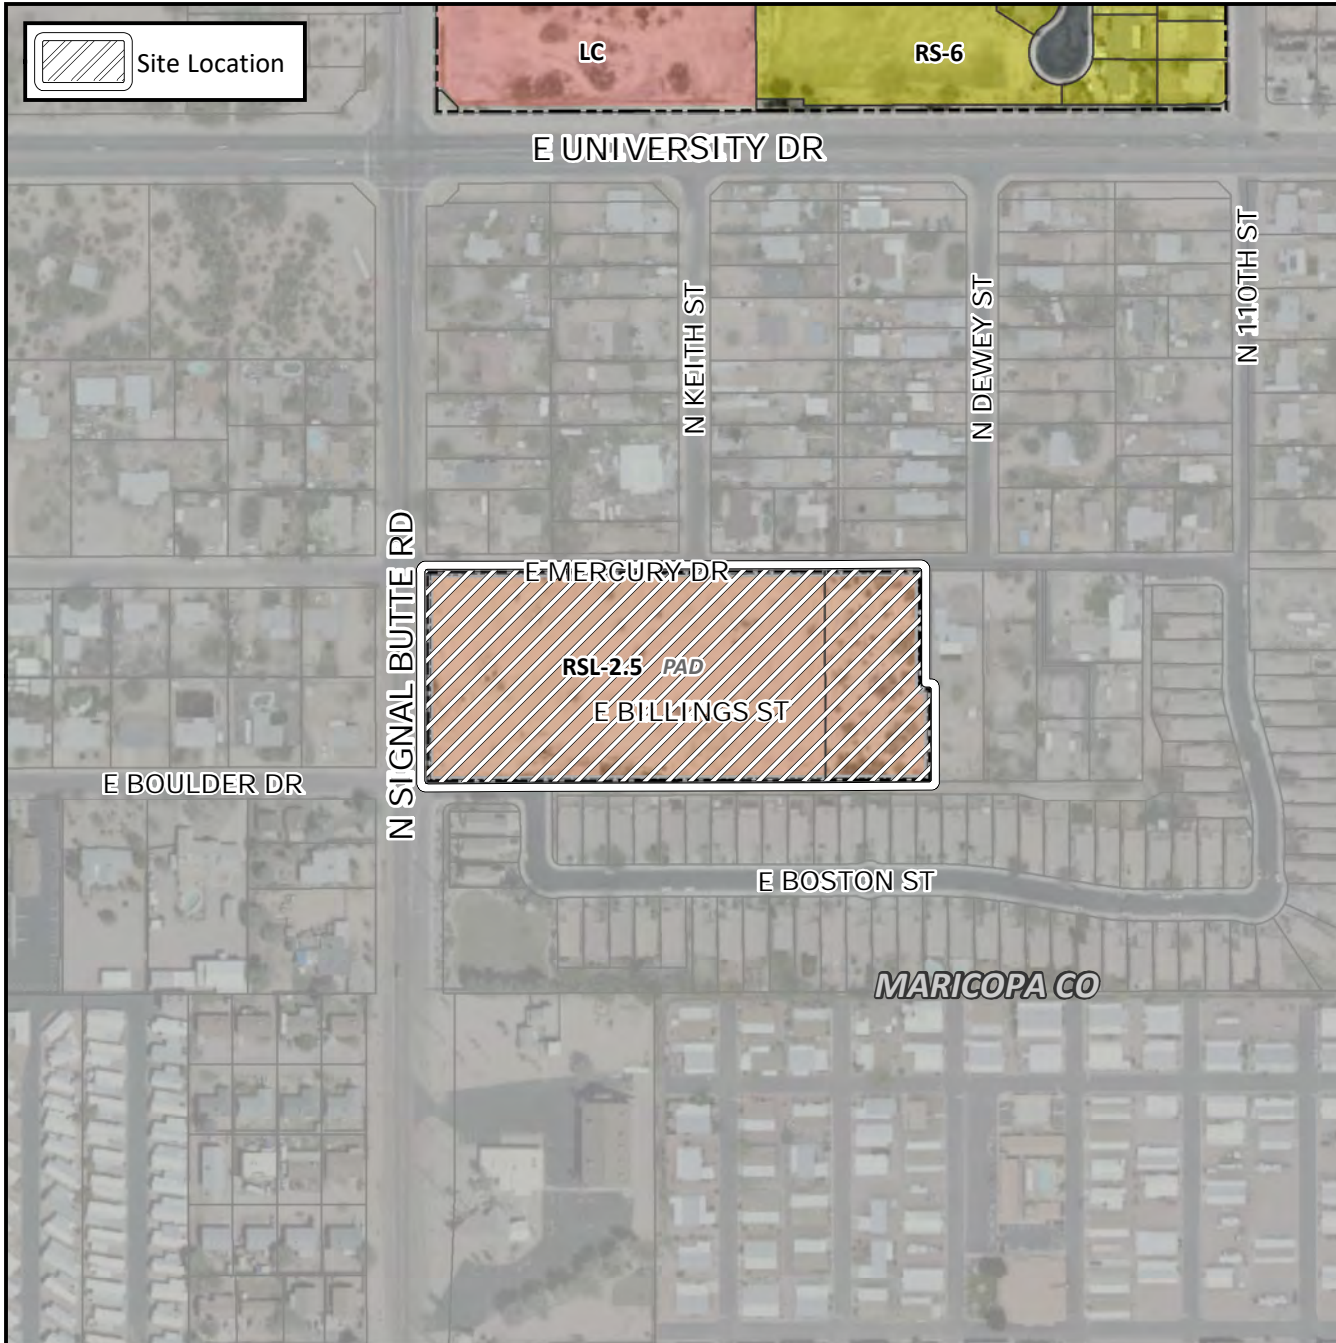 Site Location
LC
RS-6
E UNIVERSITY DR
N KEITH ST
N DEWEY ST
N 110TH ST
N SIGNAL BUTTE RD
E MERCURY DR
RSL-2.5 PAD
E BILLINGS ST
E BOULDER DR
E BOSTON ST
MARICOPA CO